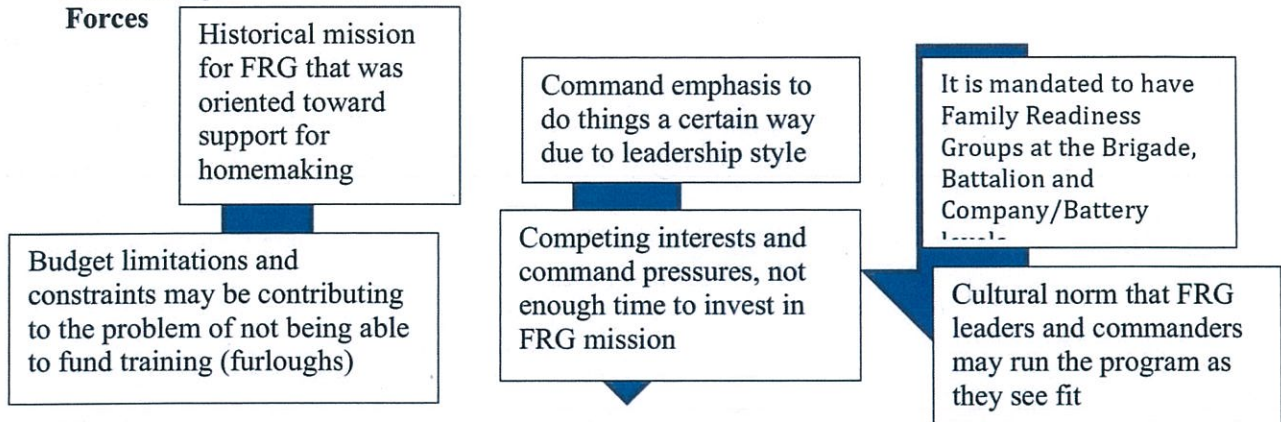 Forces
Historical mission
for FRG that was
oriented toward
support for
homemaking
Budget limitations and
constraints may be contributing
to the problem of not being able
to fund training (furloughs)
Command emphasis to
do things a certain way
due to leadership style
Competing interests and
command pressures, not
enough time to invest in
FRG mission
It is mandated to have
Family Readiness
Groups at the Brigade,
Battalion and
Company/Battery
Cultural norm that FRG
leaders and commanders
may run the program as
they see fit